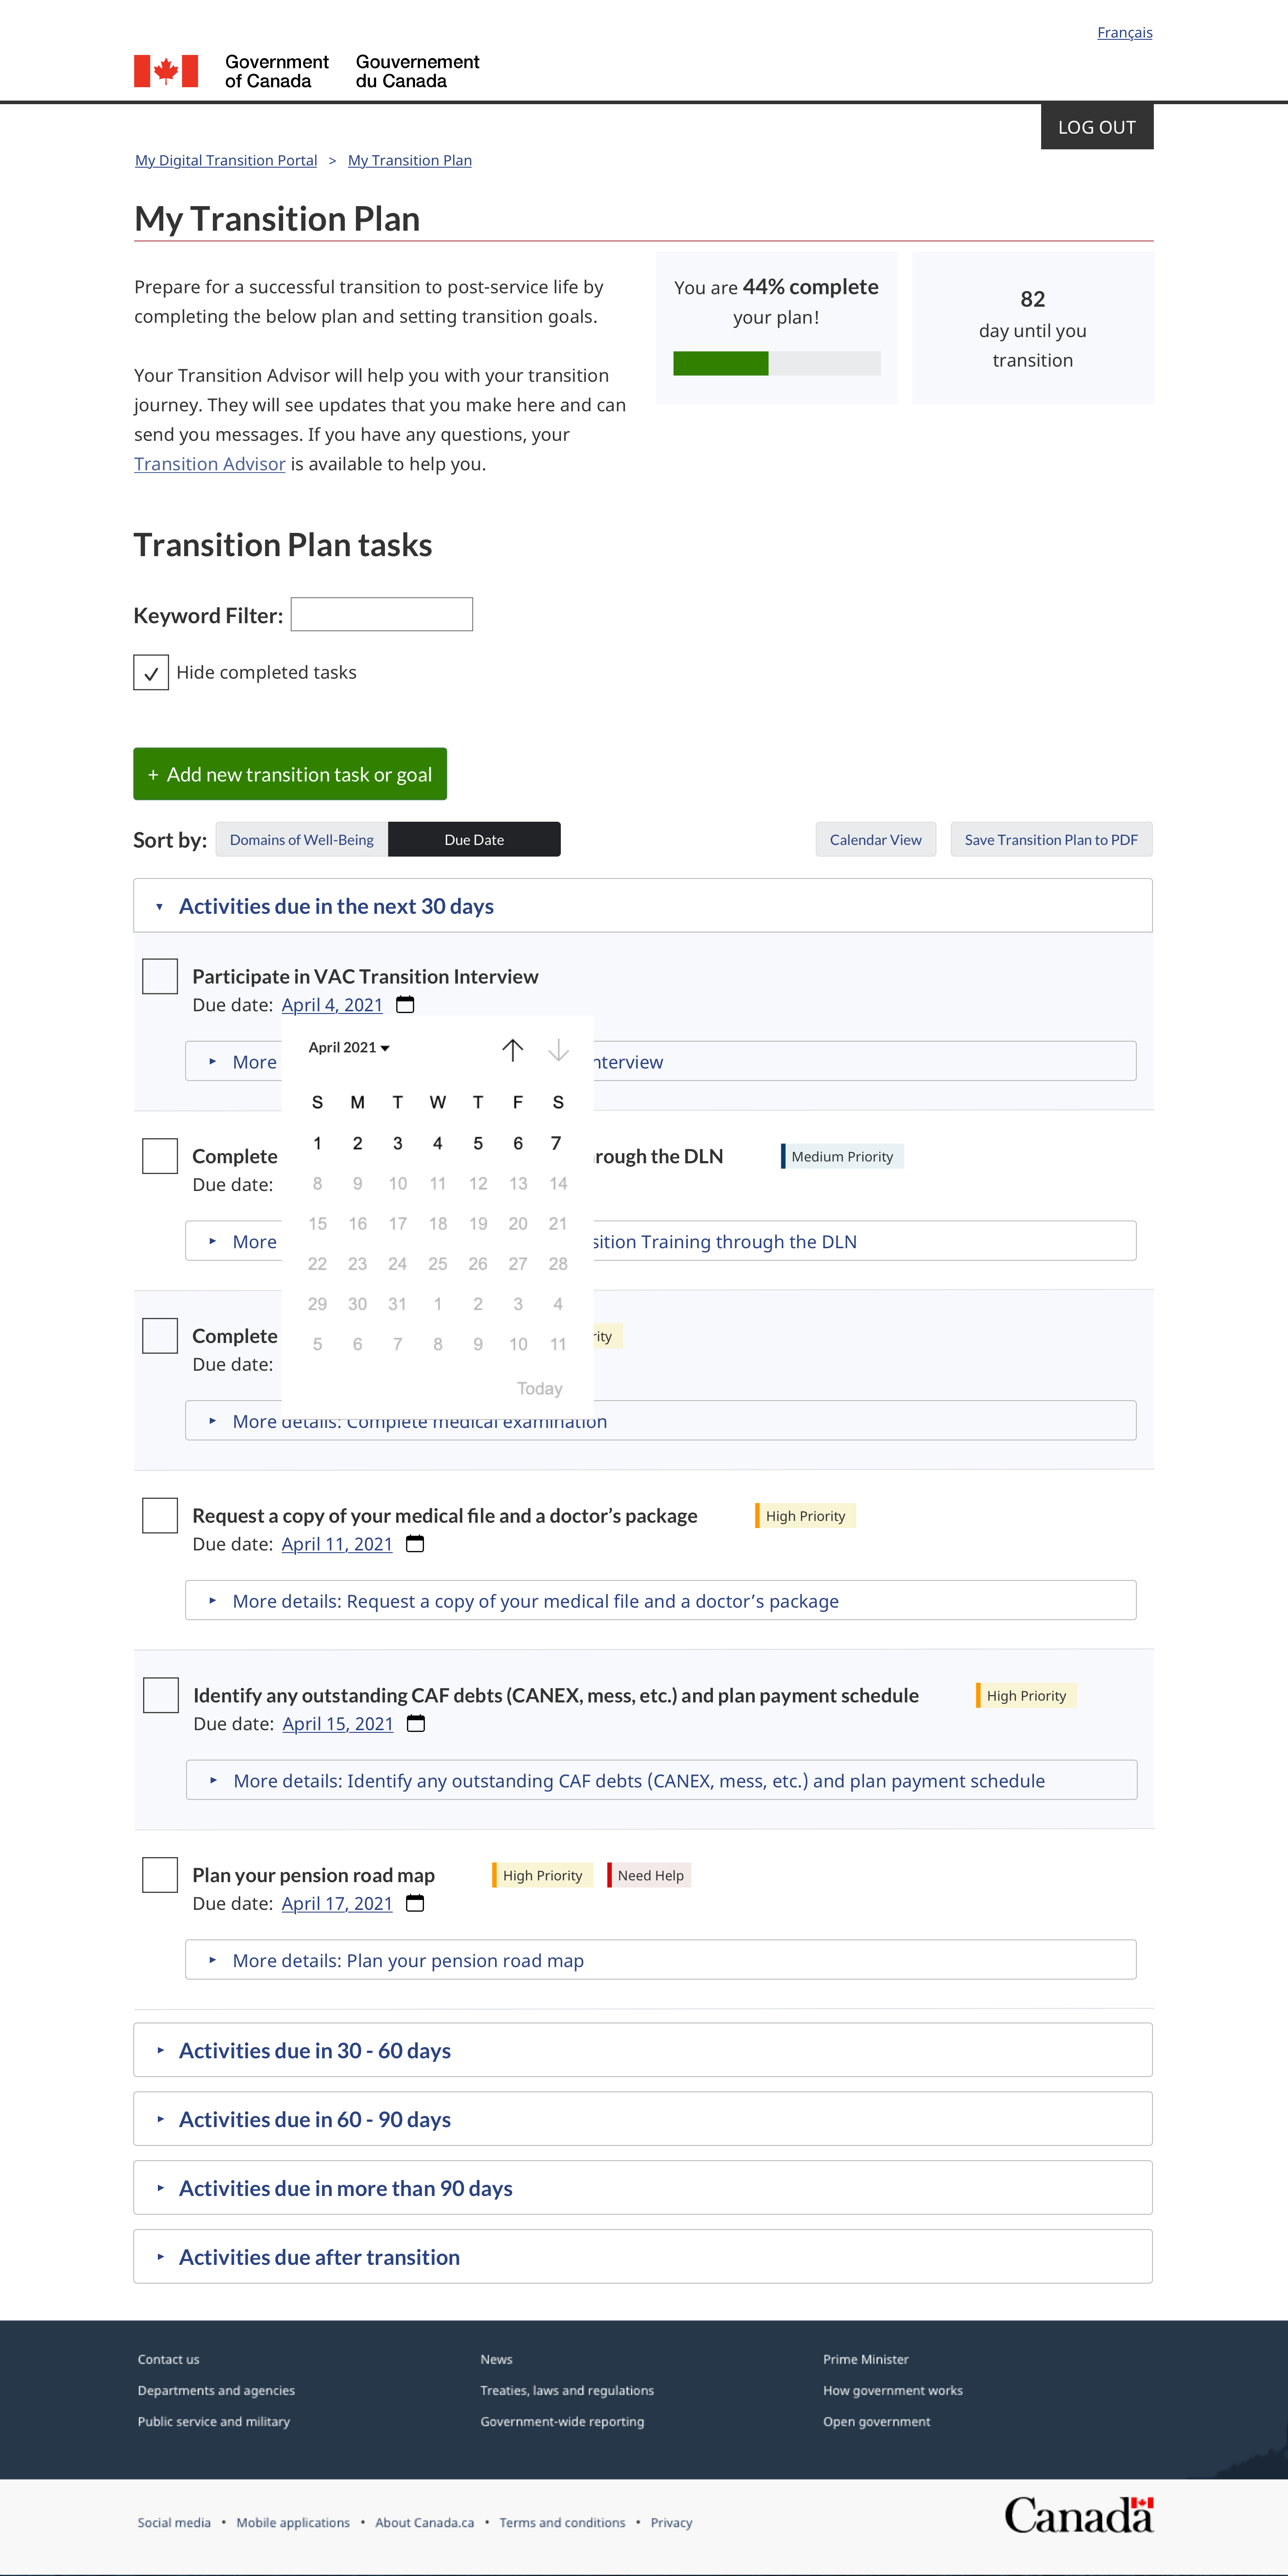 Français
Government of Canada
Gouvernement du Canada
LOG OUT
My Digital Transition Portal > My Transition Plan
My Transition Plan
Prepare for a successful transition to post-service life by
completing the below plan and setting transition goals.
Your Transition Advisor will help you with your transition
journey. They will see updates that you make here and can
send you messages. If you have any questions, your
Transition Advisor is available to help you.
You are 44% complete
your plan!
82
day until you
transition
Transition Plan tasks
Keyword Filter:
Hide completed tasks
+ Add new transition task or goal
Sort by: Domains of Well-Being Due Date
Calendar View Save Transition Plan to PDF
Activities due in the next 30 days
Participate in VAC Transition Interview
Due date: April 4, 2021
More nterview
April 2021
S M T W T F S
1 2 3 4 5 6 7
8 9 10 11 12 13 14
15 16 17 18 19 20 21
22 23 24 25 26 27 28
29 30 31 1 2 3 4
5 6 7 8 9 10 11
Today
Complete rough the DLN Medium Priority
Due date:
More sition Training through the DLN
Complete rity
Due date:
More details: Complete medical examination
Request a copy of your medical file and a doctor’s package High Priority
Due date: April 11, 2021
More details: Request a copy of your medical file and a doctor’s package
Identify any outstanding CAF debts (CANEX, mess, etc.) and plan payment schedule High Priority
Due date: April 15, 2021
More details: Identify any outstanding CAF debts (CANEX, mess, etc.) and plan payment schedule
Plan your pension road map High Priority Need Help
Due date: April 17, 2021
More details: Plan your pension road map
Activities due in 30 - 60 days
Activities due in 60 - 90 days
Activities due in more than 90 days
Activities due after transition
Contact us News Prime Minister
Departments and agencies Treaties, laws and regulations How government works
Public service and military Government-wide reporting Open government
Social media • Mobile applications • About Canada.ca • Terms and conditions • Privacy
Canada